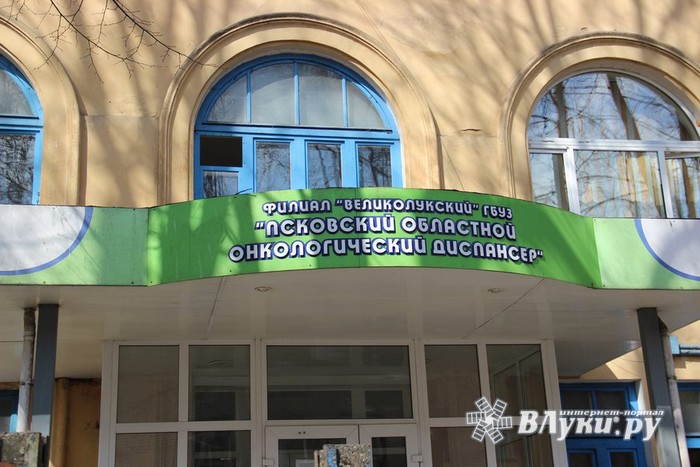 ФИЛИАЛ "ВЕЛИКОЛУКСКИЙ" ГБУЗ
"ПСКОВСКИЙ ОБЛАСТНОЙ
ОНКОЛОГИЧЕСКИЙ ДИСПАНСЕР"
интернет-портал
ВЛуки.ру